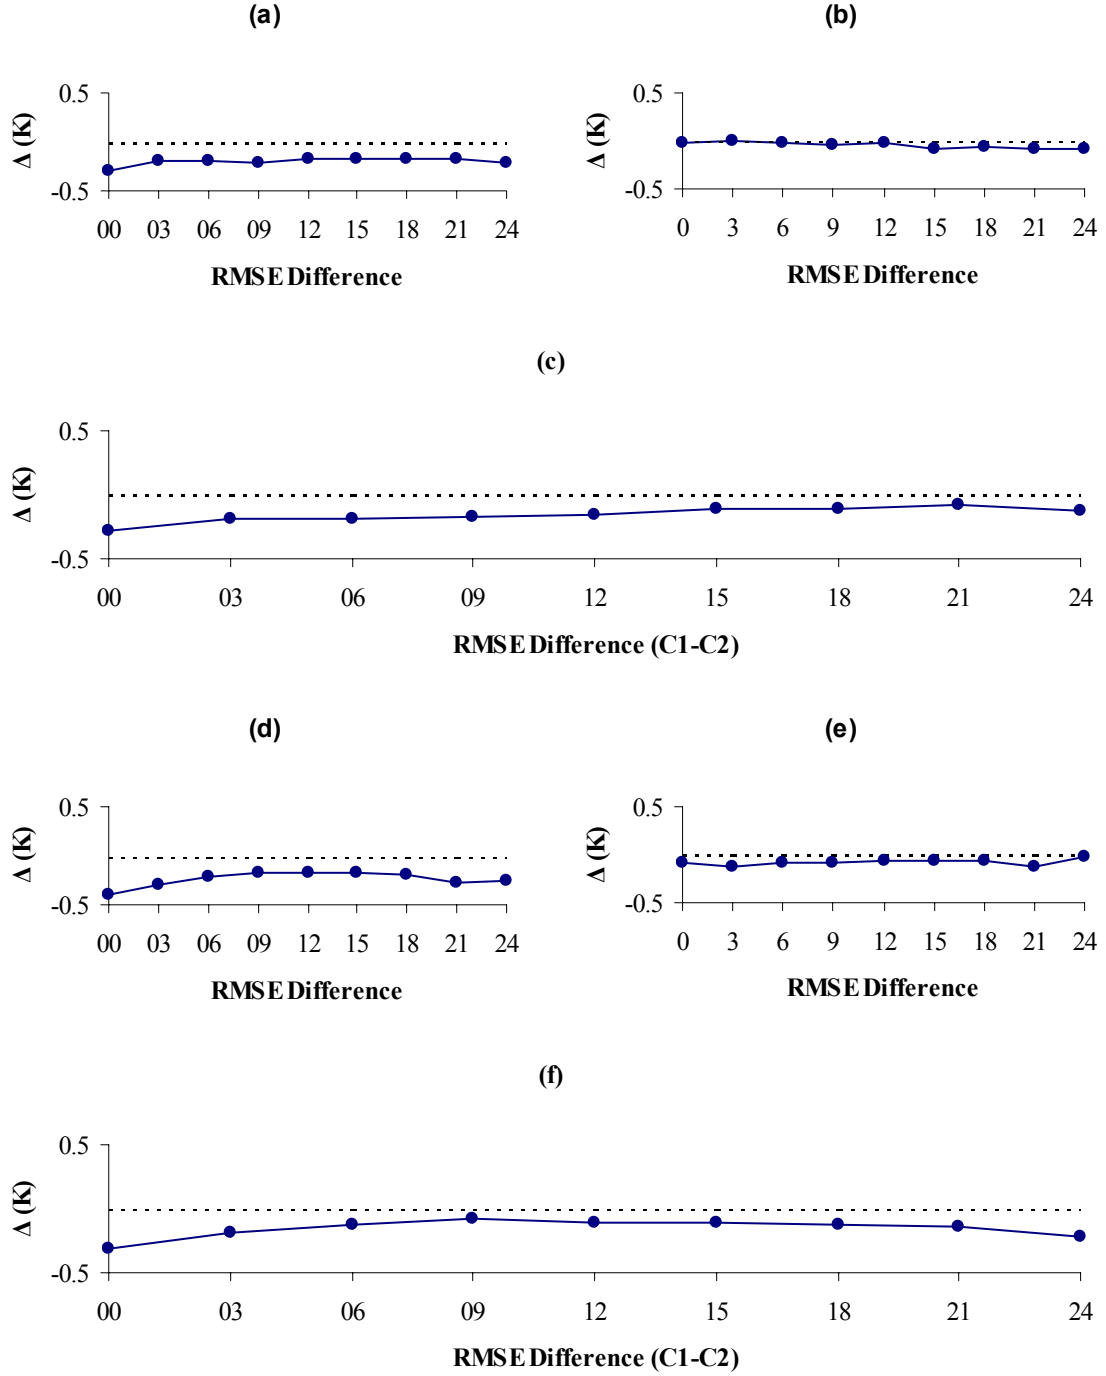 (a)
(b)
0.5
Δ (K)
-0.5
00 03 06 09 12 15 18 21 24
RMSE Difference
0.5
Δ (K)
-0.5
0 3 6 9 12 15 18 21 24
RMSE Difference
(c)
0.5
Δ (K)
-0.5
00 03 06 09 12 15 18 21 24
RMSE Difference (C1-C2)
(d)
(e)
0.5
Δ (K)
-0.5
00 03 06 09 12 15 18 21 24
RMSE Difference
0.5
Δ (K)
-0.5
0 3 6 9 12 15 18 21 24
RMSE Difference
(f)
0.5
Δ (K)
-0.5
00 03 06 09 12 15 18 21 24
RMSE Difference (C1-C2)